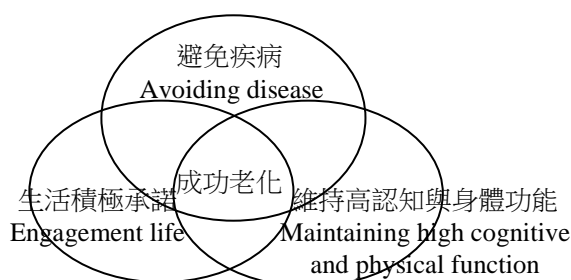 避免疾病
Avoiding disease
成功老化
生活積極承諾
Engagement life
維持高認知與身體功能
Maintaining high cognitive
and physical function